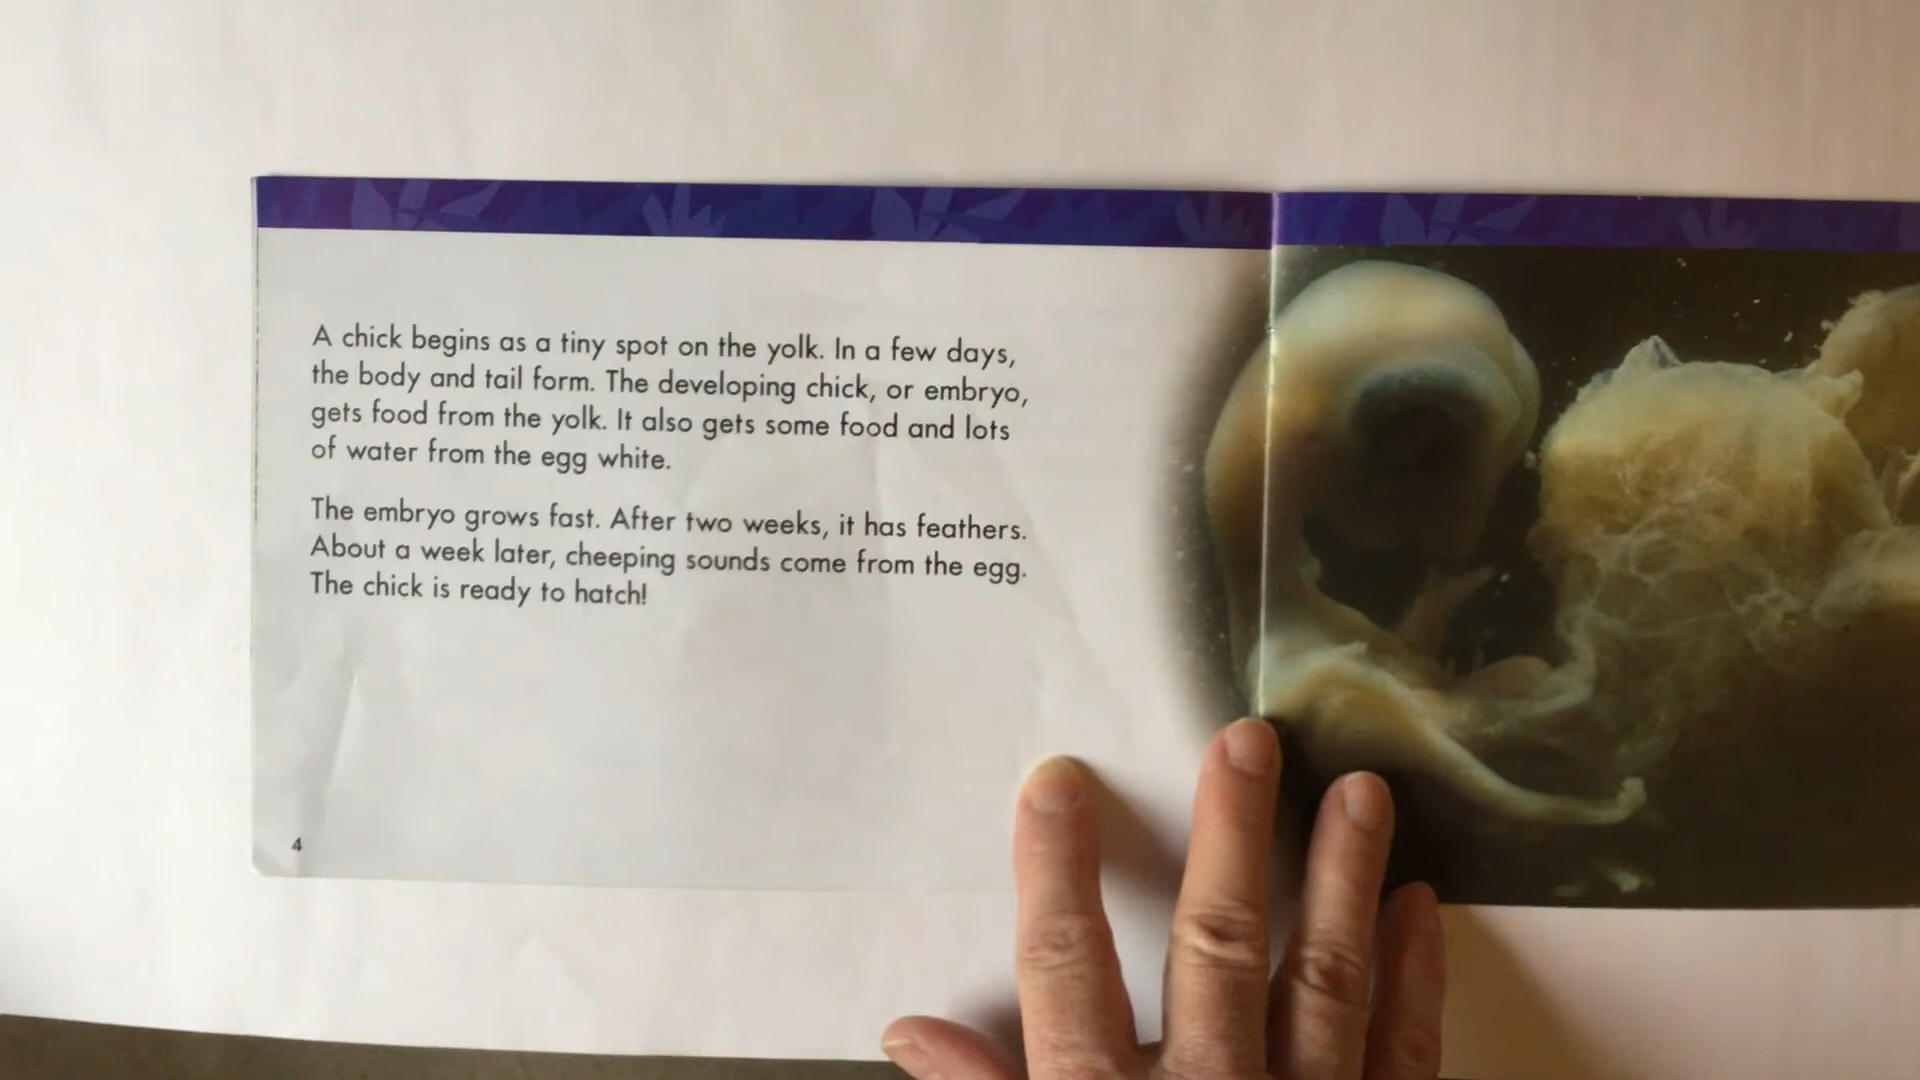 A chick begins as a tiny spot on the yolk. In a few days,
the body and tail form. The developing chick, or embryo,
gets food from the yolk. It also gets some food and lots
of water from the egg white.
The embryo grows fast. After two weeks, it has feathers.
About a week later, cheeping sounds come from the egg.
The chick is ready to hatch!
4